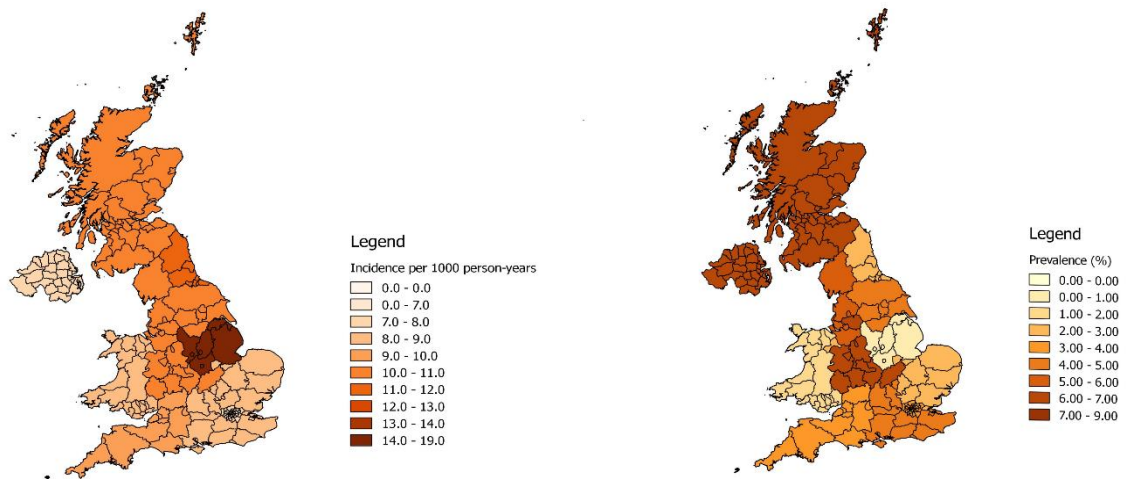 Legend
Incidence per 1000 person-years
0.0 - 0.0
0.0 - 7.0
7.0 - 8.0
8.0 - 9.0
9.0 - 10.0
10.0 - 11.0
11.0 - 12.0
12.0 - 13.0
13.0 - 14.0
14.0 - 19.0
Legend
Prevalence (%)
0.00 - 0.00
0.00 - 1.00
1.00 - 2.00
2.00 - 3.00
3.00 - 4.00
4.00 - 5.00
5.00 - 6.00
6.00 - 7.00
7.00 - 9.00